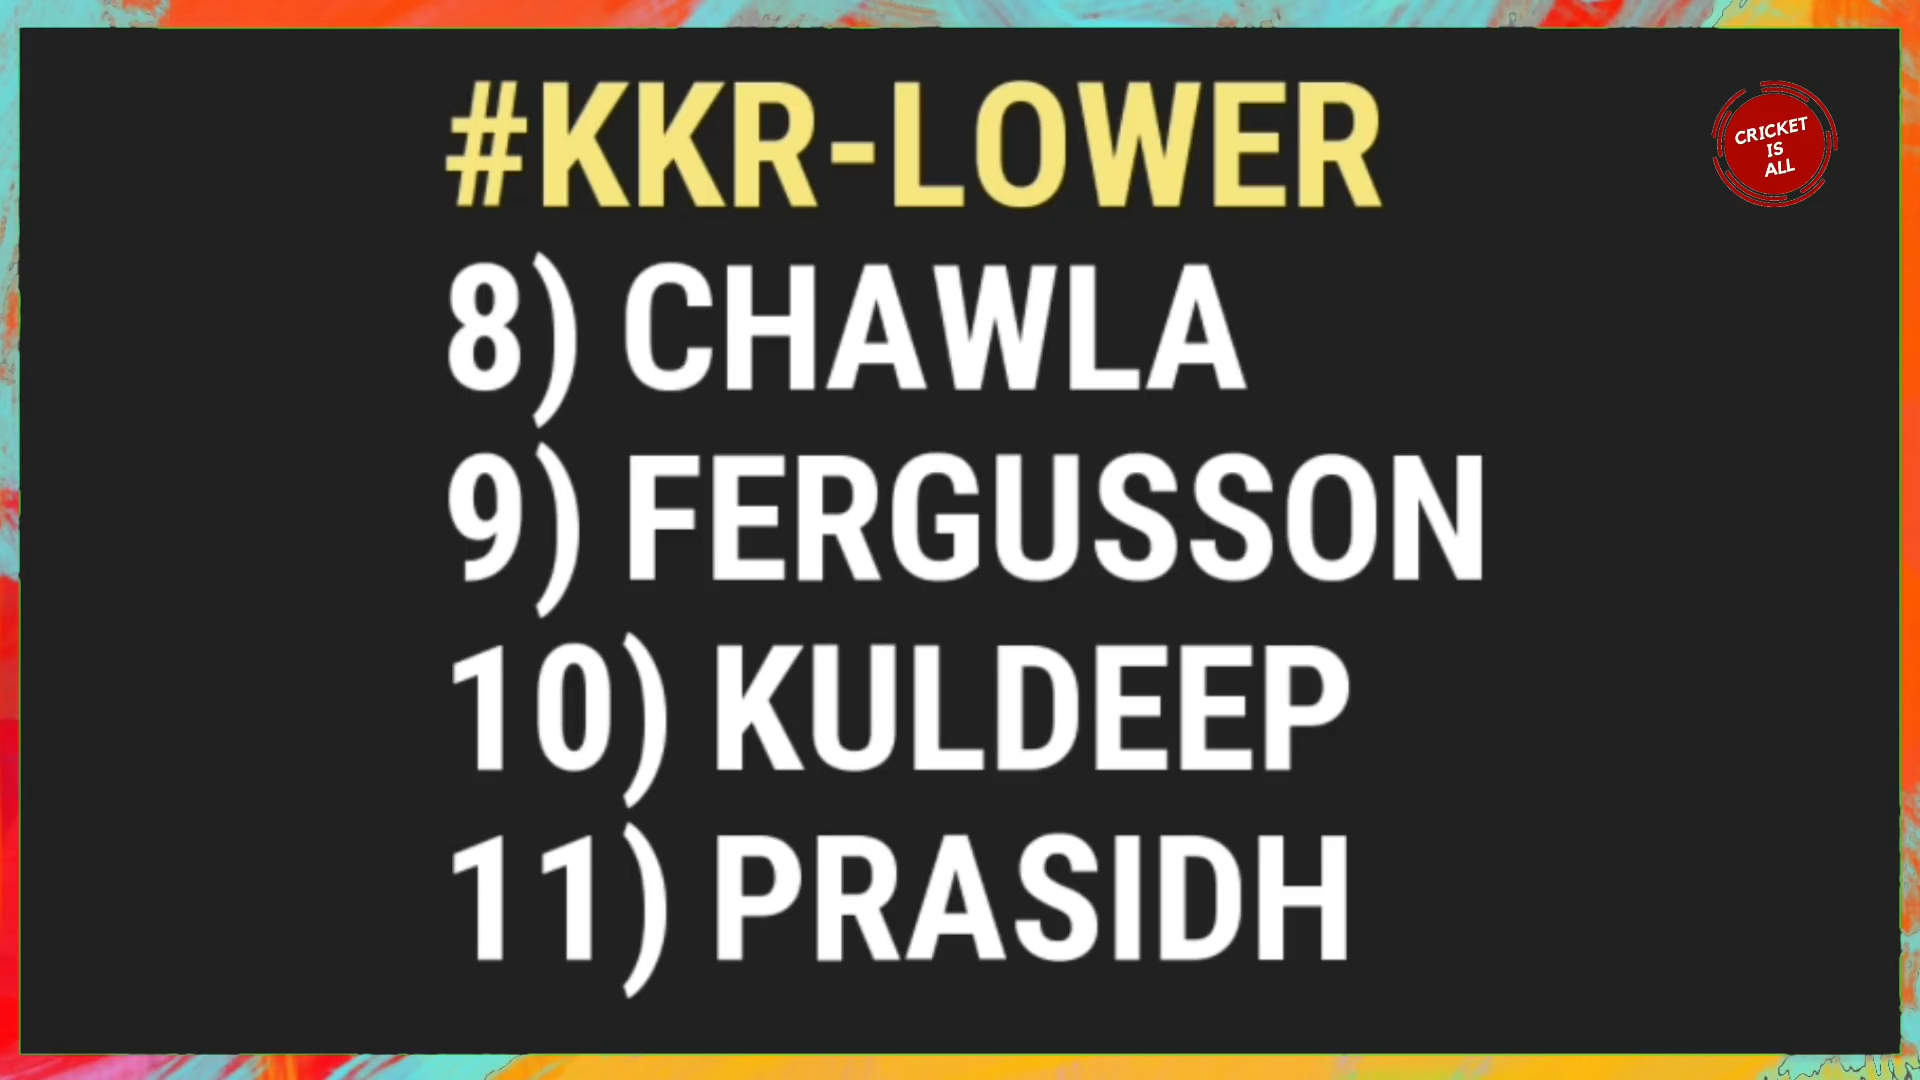 #KKR-LOWER
CRICKET
IS
ALL
8) CHAWLA
9) FERGUSSON
10) KULDEEP
11) PRASIDH